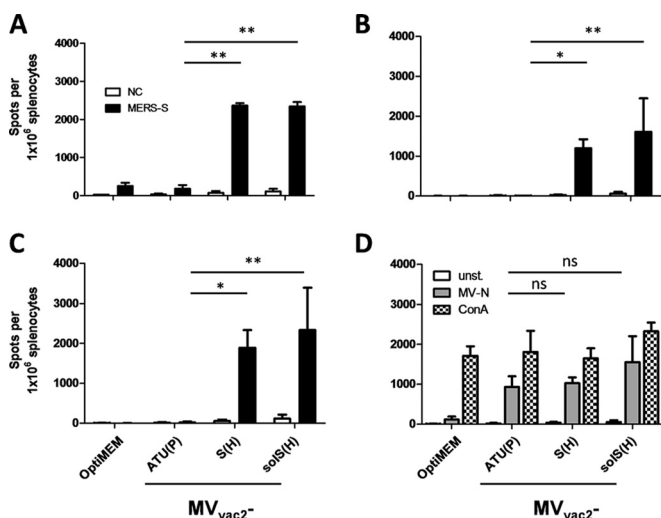 A
Spots per
1x10⁶ splenocytes
4000
3000
2000
1000
0
NC
MERS-S
**
**
B
4000
3000
2000
1000
0
*
**
C
Spots per
1x10⁶ splenocytes
4000
3000
2000
1000
0
*
**
OptiMEM
ATU(P)
S(H)
solS(H)
MVvac2-
D
4000
3000
2000
1000
0
unst.
MV-N
ConA
ns
ns
OptiMEM
ATU(P)
S(H)
solS(H)
MVvac2-